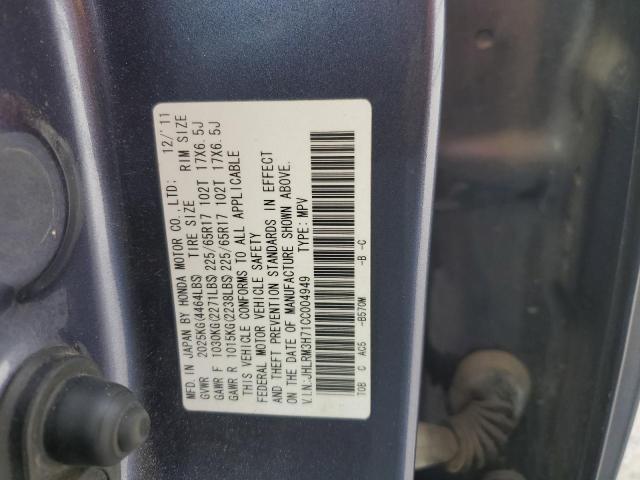 MFD. IN JAPAN BY HONDA MOTOR CO., LTD: 12/'11
GVWR 2025KG(4464LBS) TIRE SIZE RIM SIZE
GAWR F 1030KG(2271LBS) 225/65R17 102T 17X6.5J
GAWR R 1015KG(2238LBS) 225/65R17 102T 17X6.5J
THIS VEHICLE CONFORMS TO ALL APPLICABLE
FEDERAL MOTOR VEHICLE SAFETY
AND THEFT PREVENTION STANDARDS IN EFFECT
ON THE DATE OF MANUFACTURE SHOWN ABOVE.
V.I.N.:JHLRM3H71CC004949 TYPE: MPV
TOB C AC5 -B570M -B -C